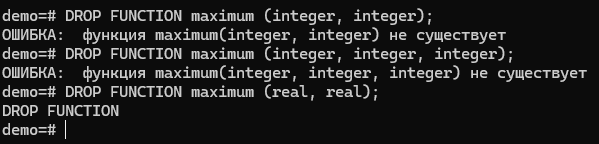 demo=# DROP FUNCTION maximum (integer, integer);
ОШИБКА:  функция maximum(integer, integer) не существует
demo=# DROP FUNCTION maximum (integer, integer, integer);
ОШИБКА:  функция maximum(integer, integer, integer) не существует
demo=# DROP FUNCTION maximum (real, real);
DROP FUNCTION
demo=#